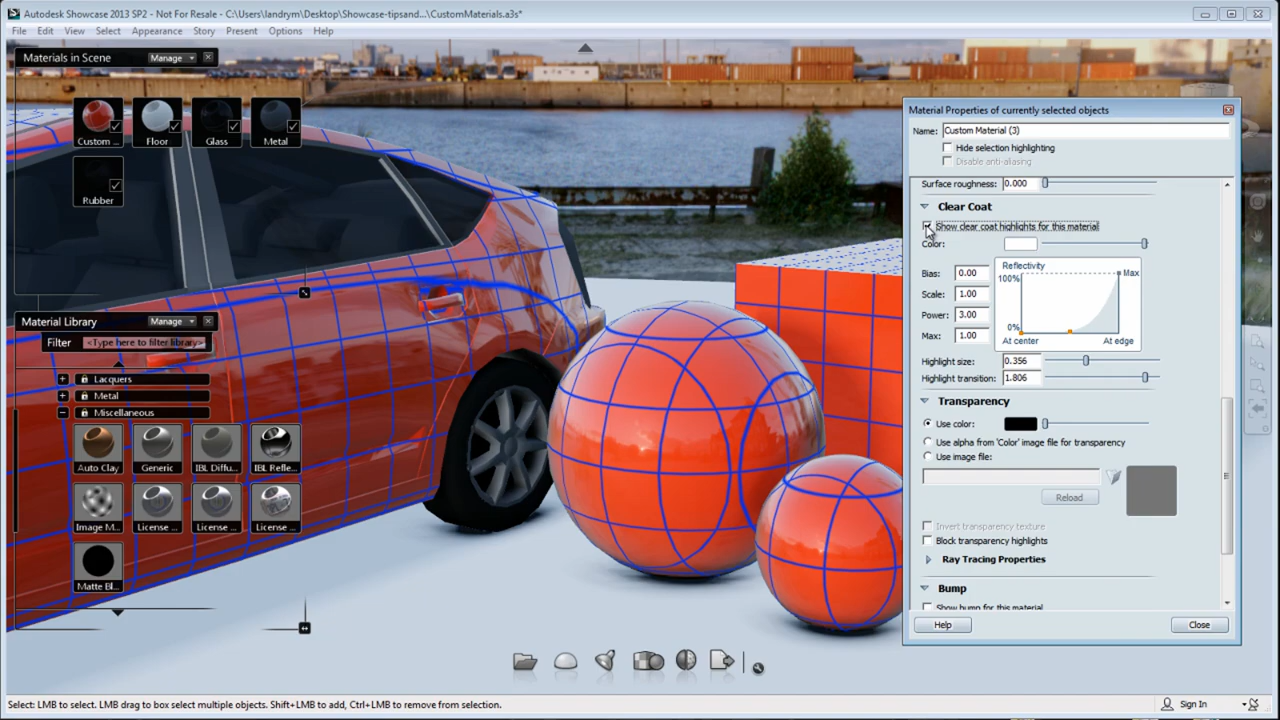 Autodesk Showcase 2013 SP2 - Not For Resale - C:\Users\landrym\Desktop\Showcase-tipsand...\CustomMaterials.a3s*
File Edit View Select Appearance Story Present Options Help
Materials in Scene Manage
Custom ... Floor Glass Metal
Rubber
Material Library Manage
Filter <Type here to filter library>
Lacquers
Metal
Miscellaneous
Auto Clay Generic IBL Diffu... IBL Refle...
Image M... License ... License ... License ...
Matte Bl...
Material Properties of currently selected objects
Name: Custom Material (3)
Hide selection highlighting
Disable anti-aliasing
Surface roughness: 0.000
Clear Coat
Show clear coat highlights for this material
Color:
Reflectivity
Bias: 0.00
100% Max
Scale: 1.00
Power: 3.00
0%
Max: 1.00
At center At edge
Highlight size: 0.356
Highlight transition: 1.806
Transparency
Use color:
Use alpha from 'Color' image file for transparency
Use image file:
Reload
Invert transparency texture
Block transparency highlights
Ray Tracing Properties
Bump
Show bump for this material
Help Close
Select: LMB to select. LMB drag to box select multiple objects. Shift+LMB to add, Ctrl+LMB to remove from selection.
Sign In